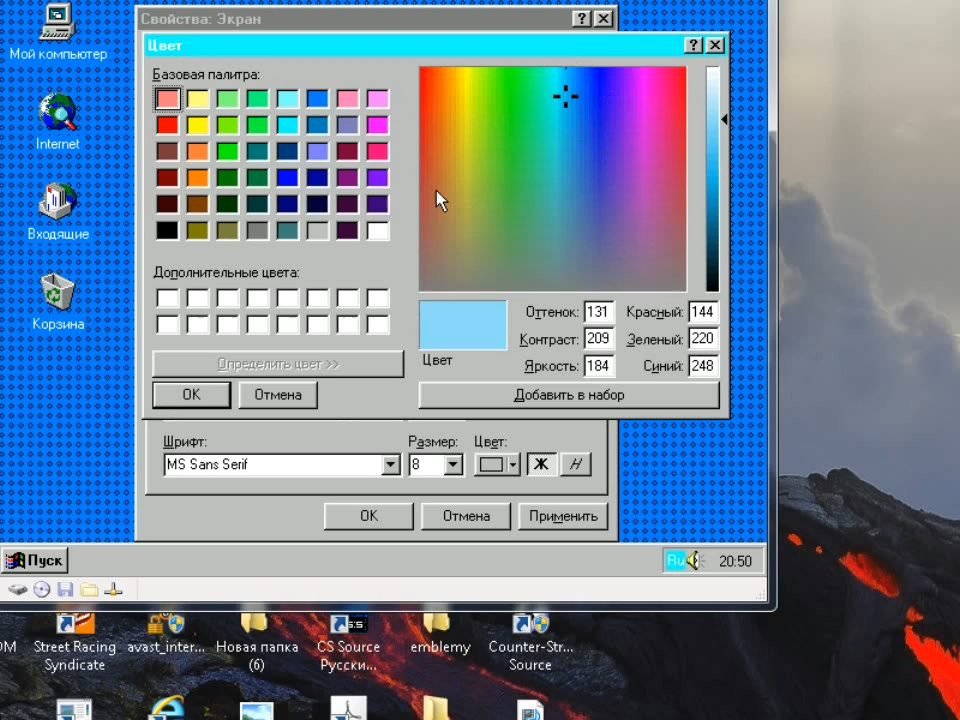 Свойства: Экран
Цвет
Мой компьютер
Базовая палитра:
Internet
Входящие
Дополнительные цвета:
Корзина
Оттенок: 131 Красный: 144
Контраст: 209 Зеленый: 220
Цвет
Яркость: 184 Синий: 248
Определить цвет >>
OK Отмена Добавить в набор
Шрифт: Размер: Цвет:
MS Sans Serif 8 Ж Н
OK Отмена Применить
Пуск Ru 20:50
OM Street Racing Syndicate
avast_inter...
Новая папка (6)
CS Source Русски...
emblemy
Counter-Str... Source